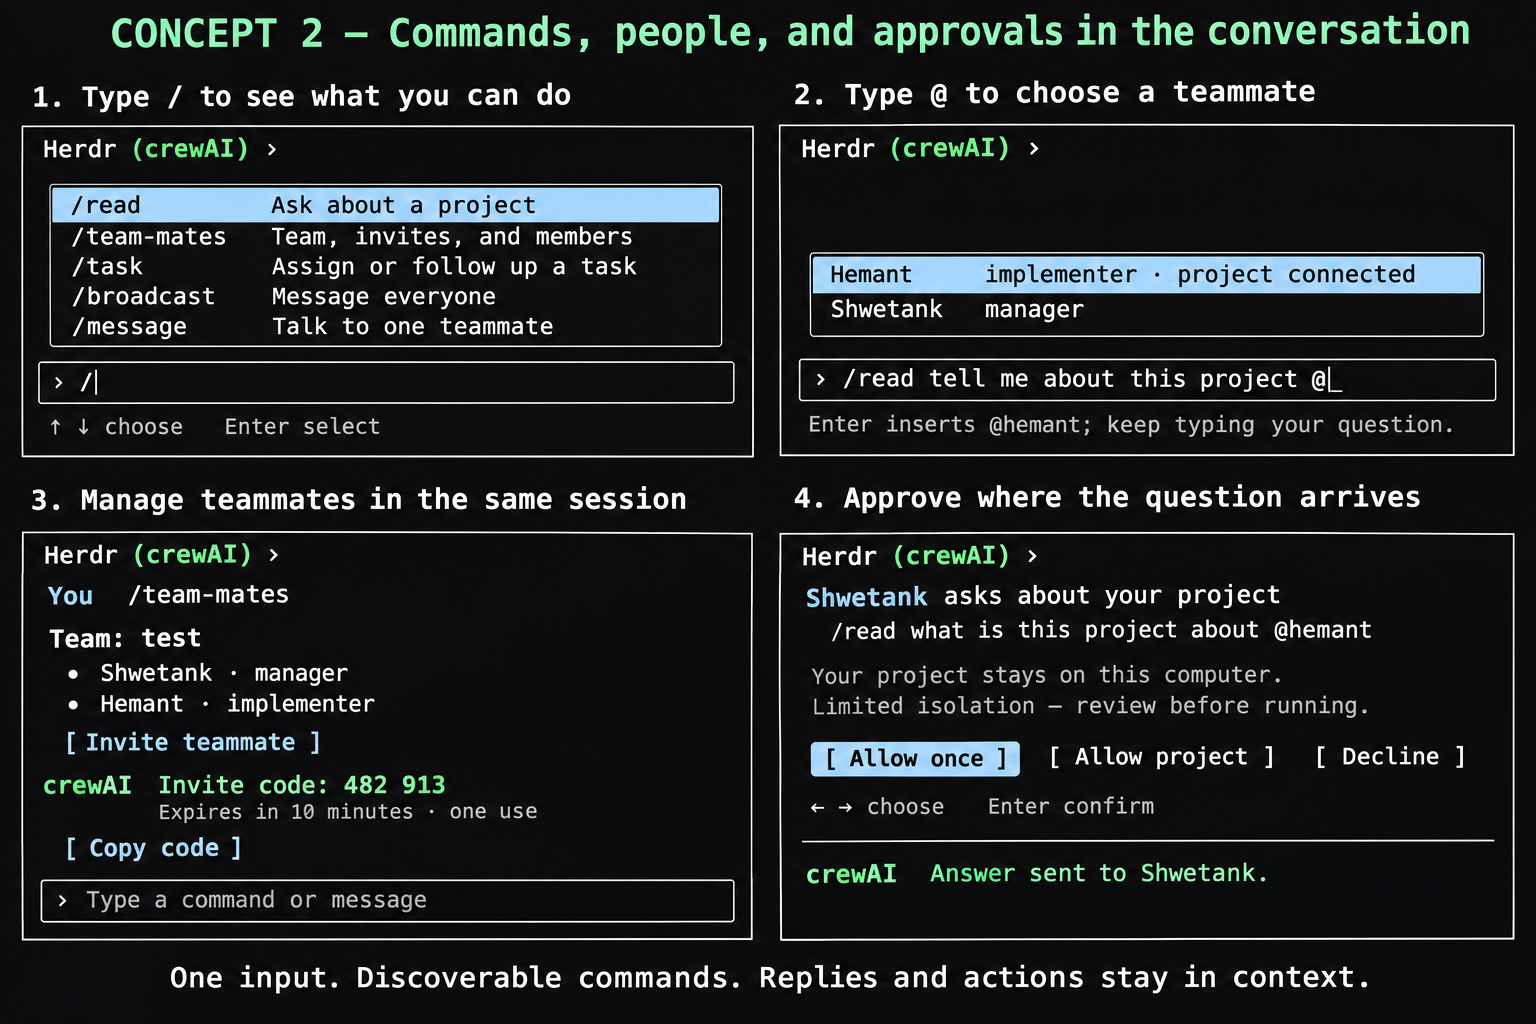 CONCEPT 2 — Commands, people, and approvals in the conversation
1. Type / to see what you can do
Herdr (crewAI) ›
/read Ask about a project
/team-mates Team, invites, and members
/task Assign or follow up a task
/broadcast Message everyone
/message Talk to one teammate
› /
↑ ↓ choose Enter select
2. Type @ to choose a teammate
Herdr (crewAI) ›
Hemant implementer · project connected
Shwetank manager
› /read tell me about this project @_
Enter inserts @hemant; keep typing your question.
3. Manage teammates in the same session
Herdr (crewAI) ›
You /team-mates
Team: test
• Shwetank · manager
• Hemant · implementer
[ Invite teammate ]
crewAI Invite code: 482 913
Expires in 10 minutes · one use
[ Copy code ]
› Type a command or message
4. Approve where the question arrives
Herdr (crewAI) ›
Shwetank asks about your project
/read what is this project about @hemant
Your project stays on this computer.
Limited isolation — review before running.
[ Allow once ] [ Allow project ] [ Decline ]
← → choose Enter confirm
crewAI Answer sent to Shwetank.
One input. Discoverable commands. Replies and actions stay in context.